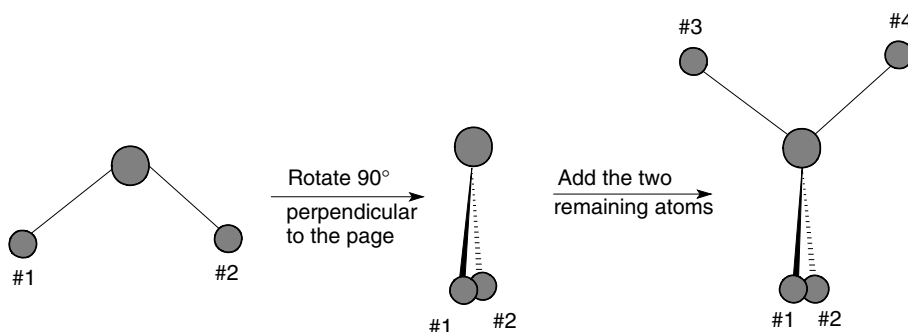 #3
#4
#1
#2
Rotate 90°
perpendicular
to the page
#1
#2
Add the two
remaining atoms
#1
#2